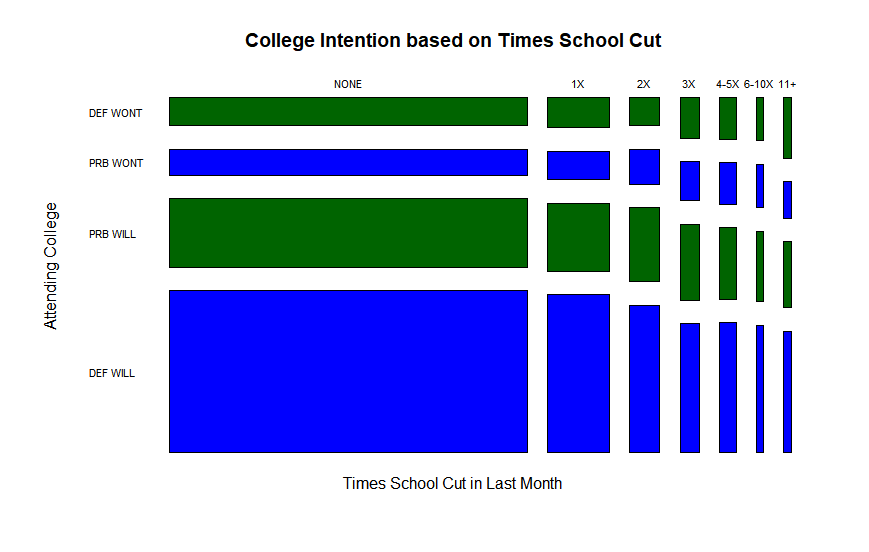 College Intention based on Times School Cut
NONE 1X 2X 3X 4-5X 6-10X 11+
DEF WONT
PRB WONT
PRB WILL
DEF WILL
Attending College
Times School Cut in Last Month